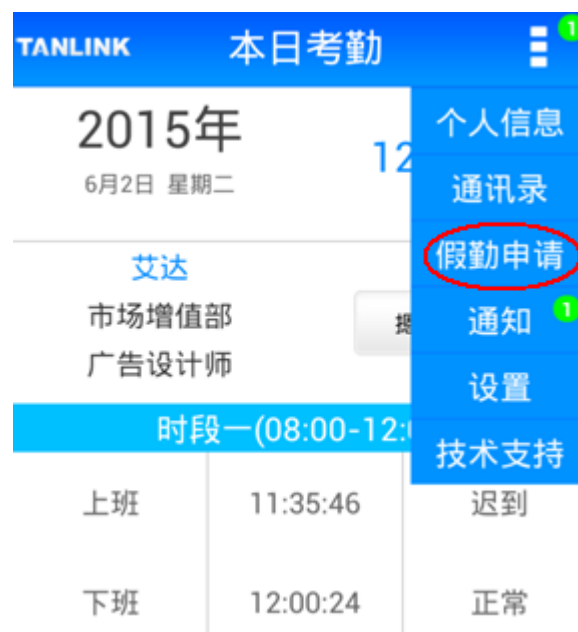 TANLINK 本日考勤 1
2015年 12
6月2日 星期二
个人信息
通讯录
假勤申请
通知 1
设置
技术支持
艾达
市场增值部
广告设计师
时段一(08:00-12:
上班 11:35:46 迟到
下班 12:00:24 正常